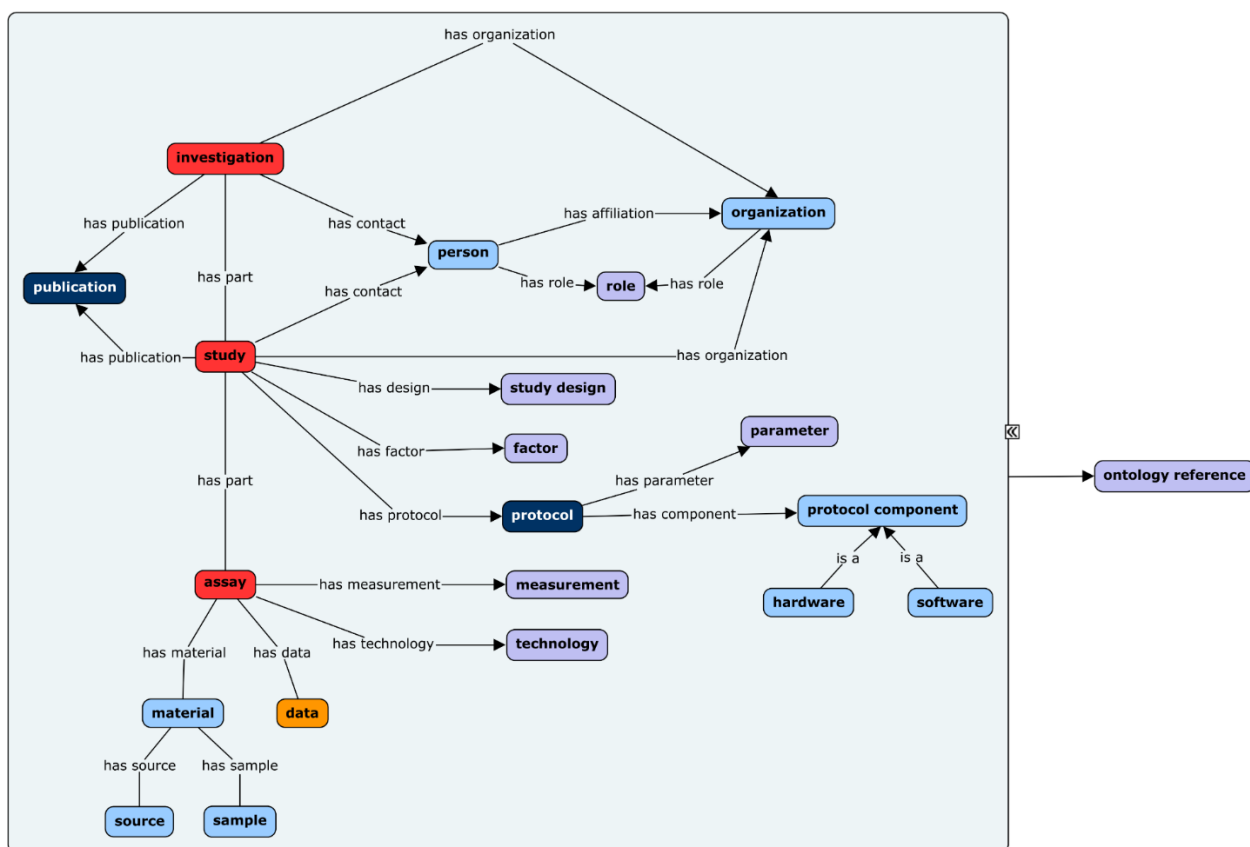 has organization
investigation
has publication
has contact
has affiliation
organization
person
has part
has role
role
has role
publication
has contact
has publication
study
has organization
has design
study design
has factor
factor
parameter
has part
has parameter
ontology reference
has protocol
protocol
has component
protocol component
is a
is a
assay
has measurement
measurement
hardware
software
has technology
technology
has material
has data
material
data
has source
has sample
source
sample